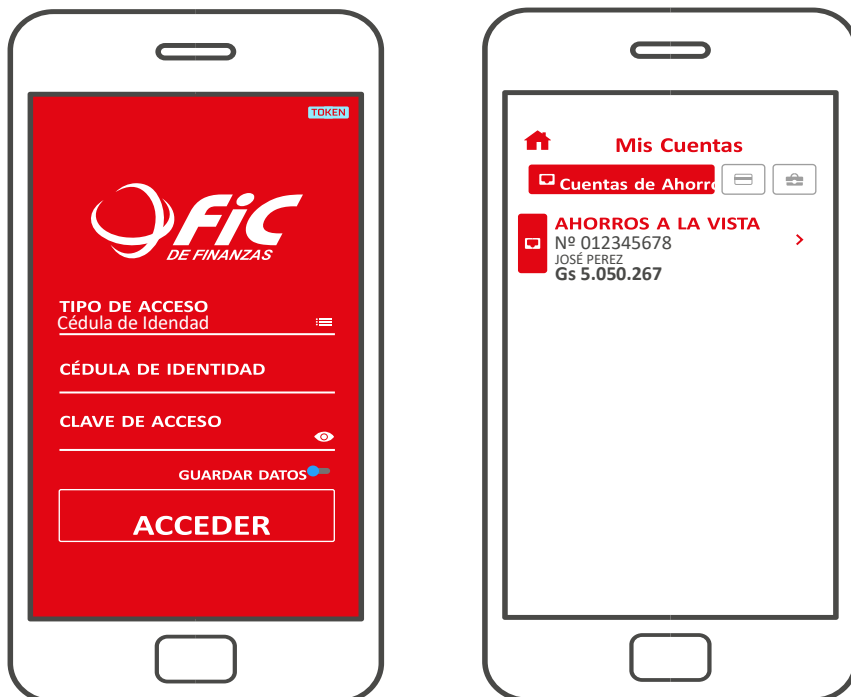 TOKEN
FiC
DE FINANZAS
TIPO DE ACCESO
Cédula de Idendad
CÉDULA DE IDENTIDAD
CLAVE DE ACCESO
GUARDAR DATOS
ACCEDER
Mis Cuentas
Cuentas de Ahorro
AHORROS A LA VISTA
Nº 012345678
JOSÉ PEREZ
Gs 5.050.267